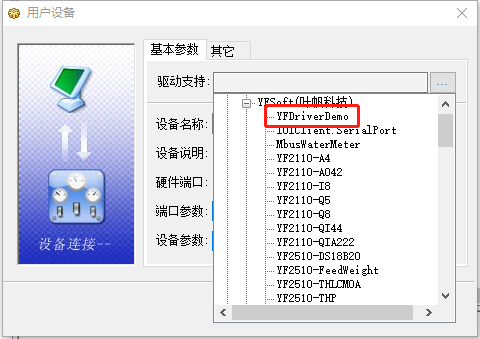 用户设备
基本参数 其它
驱动支持:
...
YFSoft(叶帆科技)
YFDriverDemo
IOIClient.SerialPort
MbusWaterMeter
YF2110-A4
YF2110-AO42
YF2110-I8
YF2110-Q5
YF2110-Q8
YF2110-QI44
YF2110-QIA222
YF2510-DS18B20
YF2510-FeedWeight
YF2510-THLCMOA
YF2510-THP
设备名称:
设备说明:
硬件端口:
端口参数:
设备参数:
设备连接--